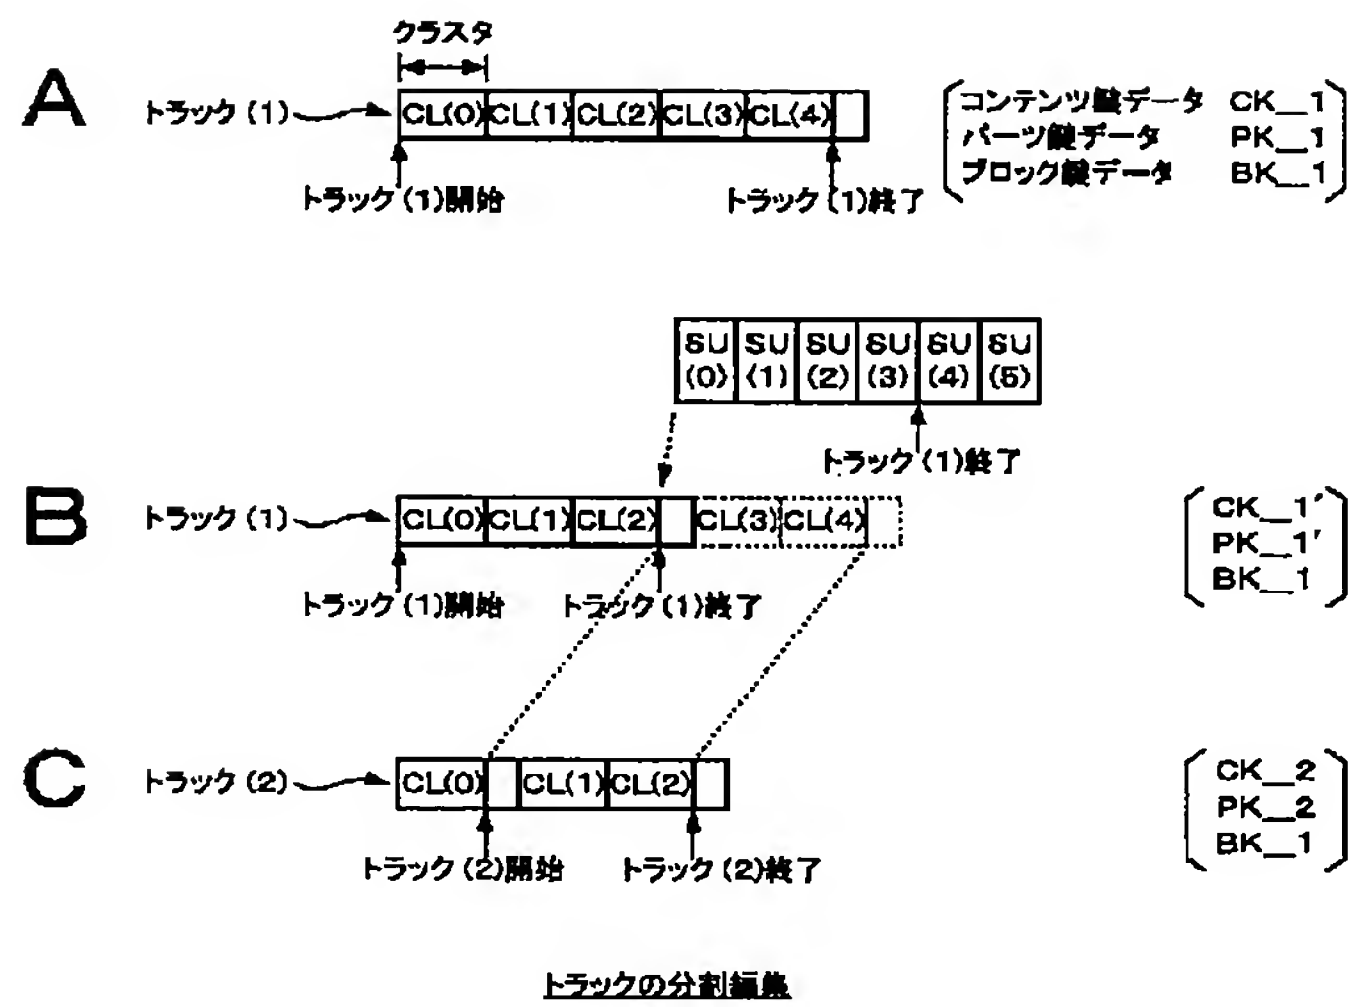 クラスタ
A
トラック(1)
CL(0) CL(1) CL(2) CL(3) CL(4)
コンテンツ鍵データ CK_1
パーツ鍵データ PK_1
ブロック鍵データ BK_1
トラック(1)開始
トラック(1)終了
SU(0) SU(1) SU(2) SU(3) SU(4) SU(5)
トラック(1)終了
B
トラック(1)
CL(0) CL(1) CL(2) CL(3) CL(4)
CK_1′
PK_1′
BK_1
トラック(1)開始
トラック(1)終了
C
トラック(2)
CL(0) CL(1) CL(2)
CK_2
PK_2
BK_1
トラック(2)開始
トラック(2)終了
トラックの分割編集